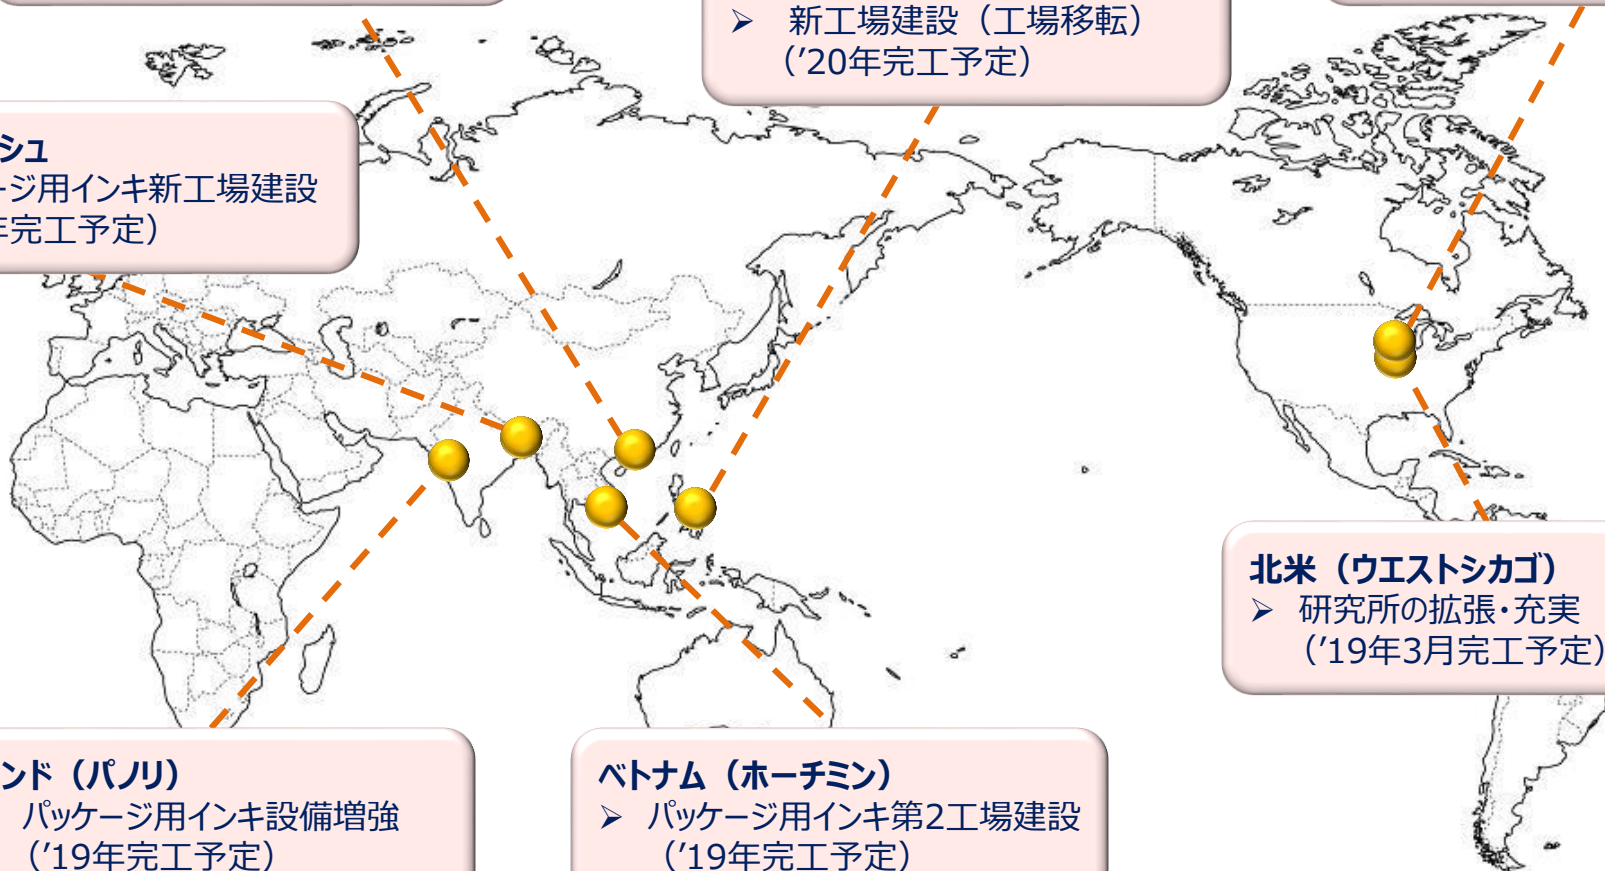 ➢ 新工場建設（工場移転）
（’20年完工予定）
シュ
ージ用インキ新工場建設
完工予定）
北米（ウエストシカゴ）
➢ 研究所の拡張・充実
（’19年3月完工予定）
ンド（パノリ）
パッケージ用インキ設備増強
（’19年完工予定）
ベトナム（ホーチミン）
➢ パッケージ用インキ第2工場建設
（’19年完工予定）